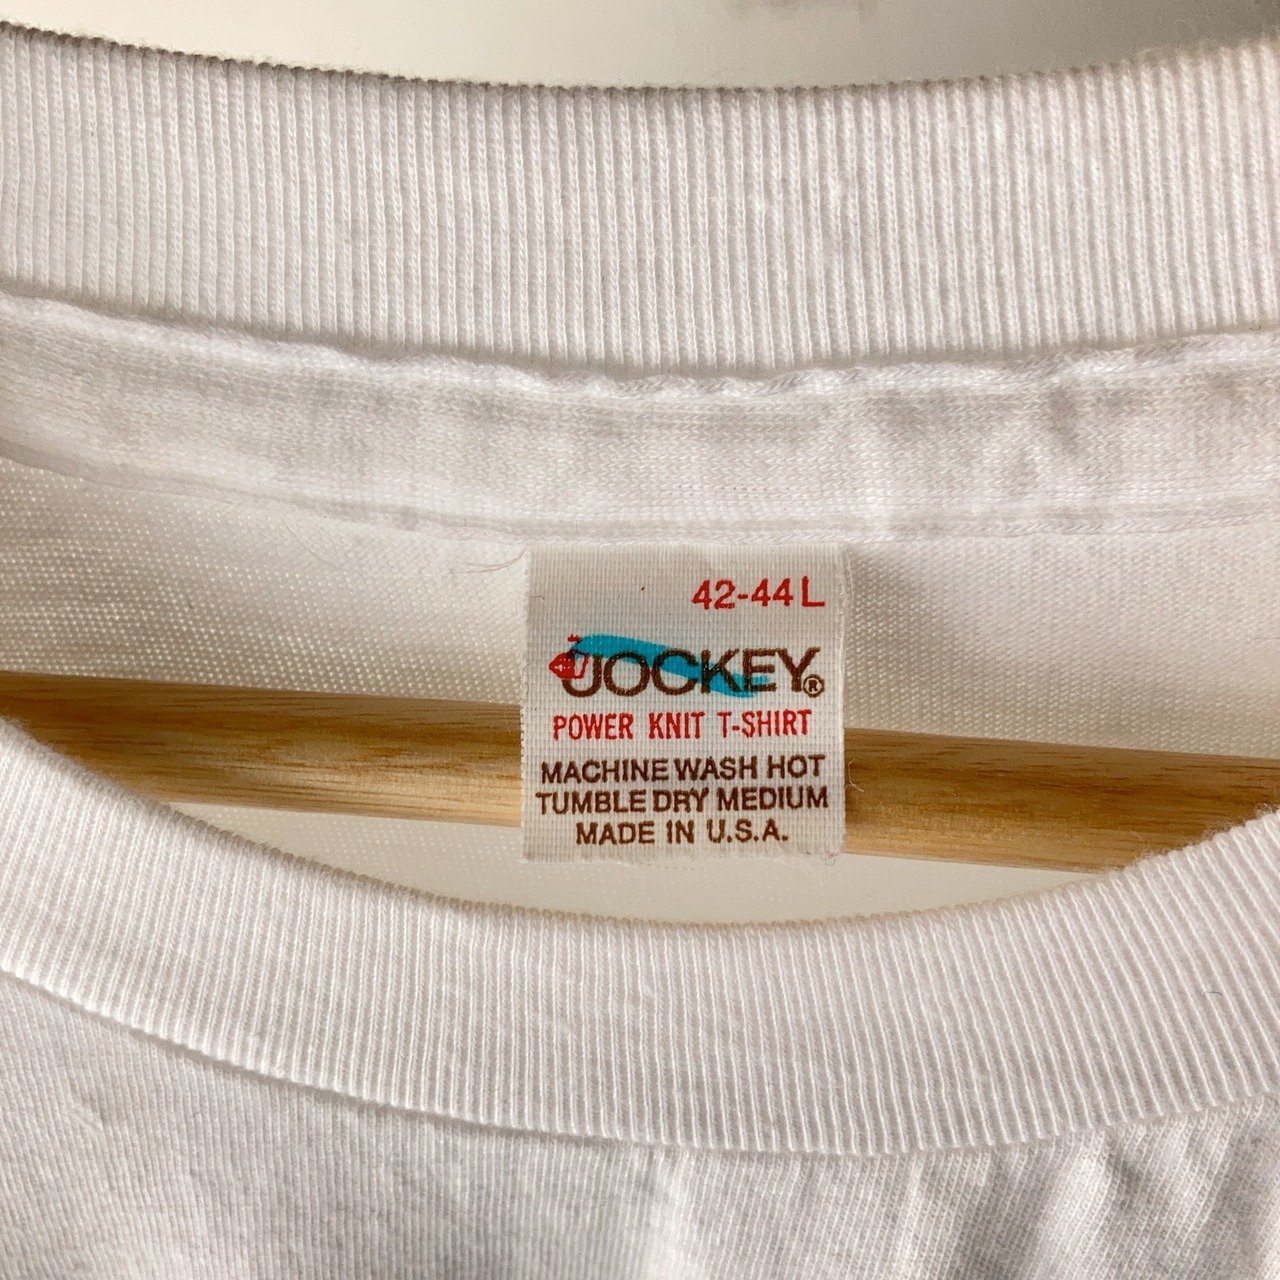 42-44 L
JOCKEY®
POWER KNIT T-SHIRT
MACHINE WASH HOT
TUMBLE DRY MEDIUM
MADE IN U.S.A.